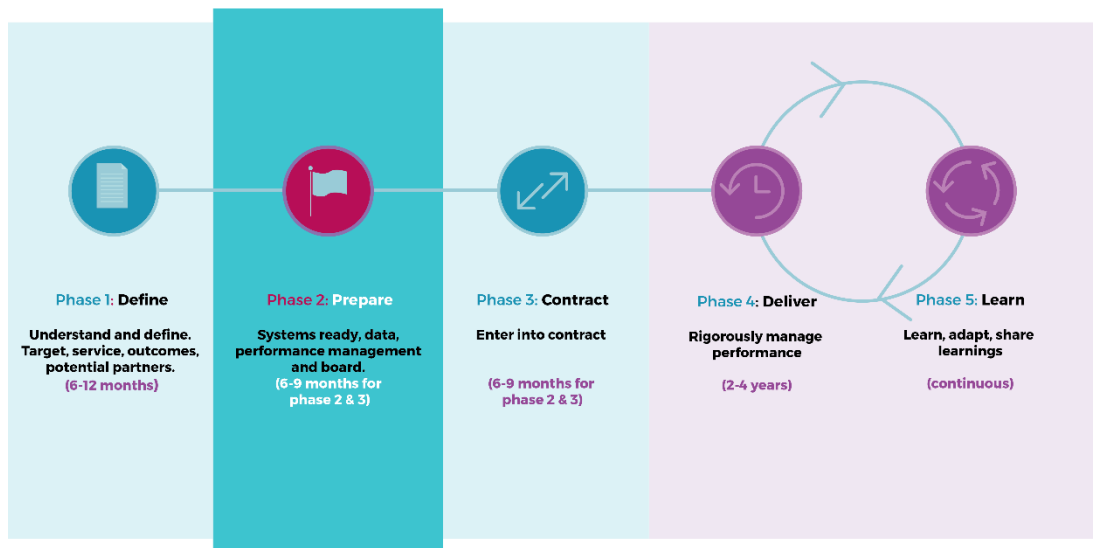 Phase 1: Define
Understand and define.
Target, service, outcomes,
potential partners.
(6-12 months)
Phase 2: Prepare
Systems ready, data,
performance management
and board.
(6-9 months for
phase 2 & 3)
Phase 3: Contract
Enter into contract
(6-9 months for
phase 2 & 3)
Phase 4: Deliver
Rigorously manage
performance
(2-4 years)
Phase 5: Learn
Learn, adapt, share
learnings
(continuous)